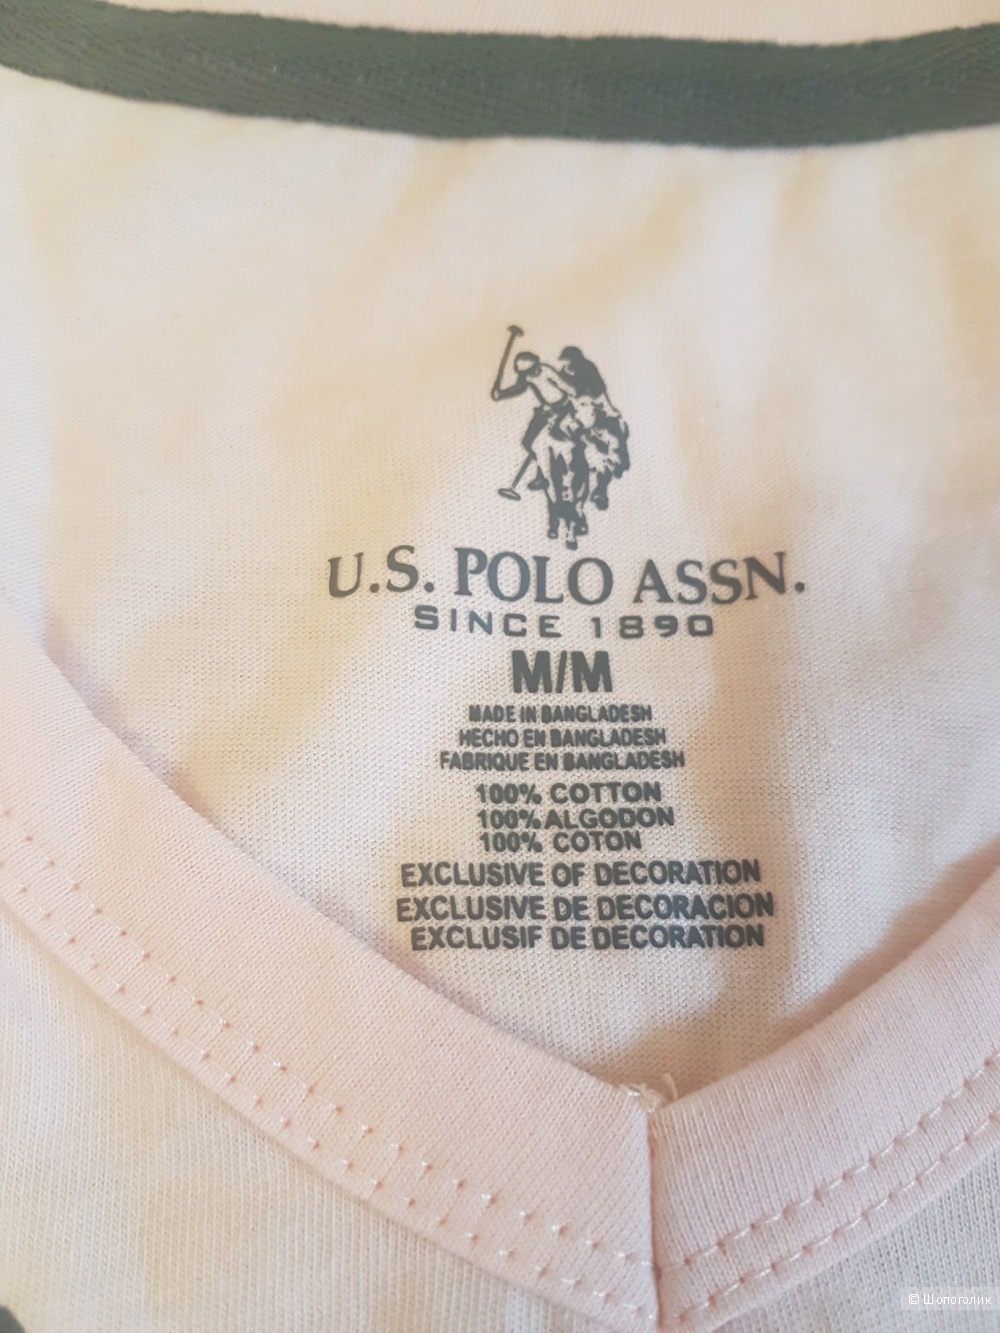 U.S. POLO ASSN.
SINCE 1890
M/M
MADE IN BANGLADESH
HECHO EN BANGLADESH
FABRIQUE EN BANGLADESH
100% COTTON
100% ALGODON
100% COTON
EXCLUSIVE OF DECORATION
EXCLUSIVE DE DECORACION
EXCLUSIF DE DECORATION
© Шопоголик